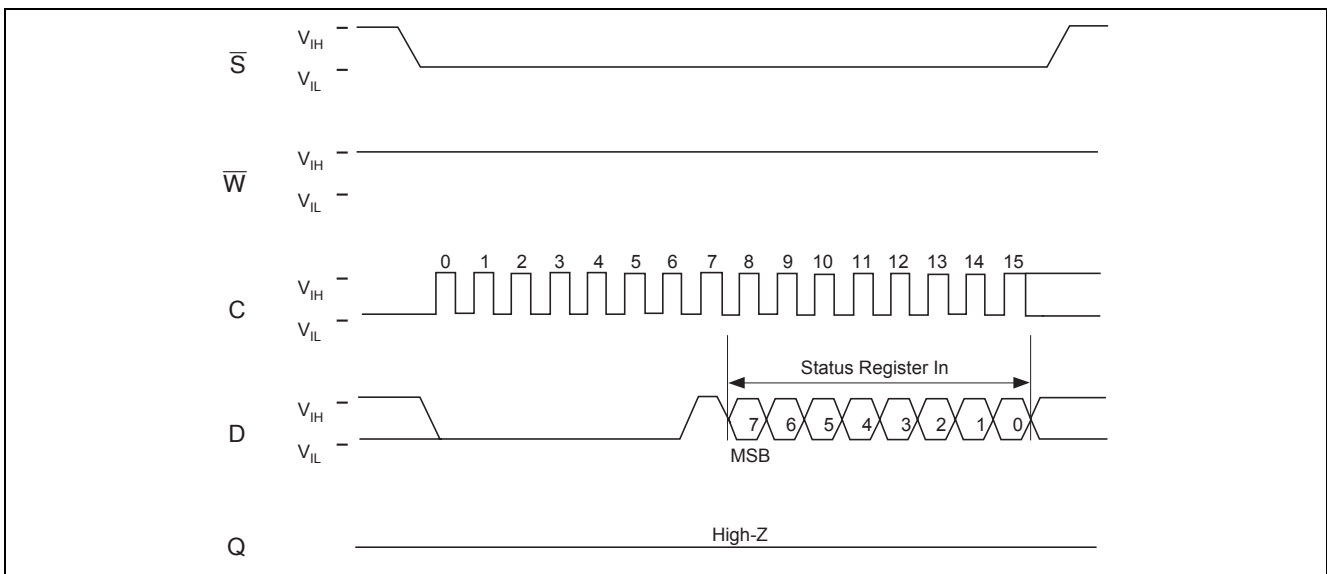 S̅
V_IH
V_IL
W̅
V_IH
V_IL
C
V_IH
V_IL
0 1 2 3 4 5 6 7 8 9 10 11 12 13 14 15
Status Register In
D
V_IH
V_IL
7 6 5 4 3 2 1 0
MSB
Q
High-Z